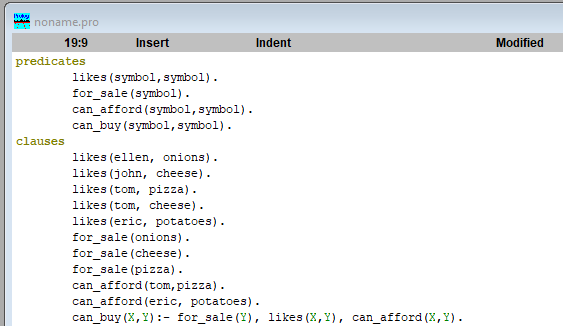 noname.pro
19:9 Insert Indent Modified
predicates
likes(symbol,symbol).
for_sale(symbol).
can_afford(symbol,symbol).
can_buy(symbol,symbol).
clauses
likes(ellen, onions).
likes(john, cheese).
likes(tom, pizza).
likes(tom, cheese).
likes(eric, potatoes).
for_sale(onions).
for_sale(cheese).
for_sale(pizza).
can_afford(tom,pizza).
can_afford(eric, potatoes).
can_buy(X,Y):- for_sale(Y), likes(X,Y), can_afford(X,Y).